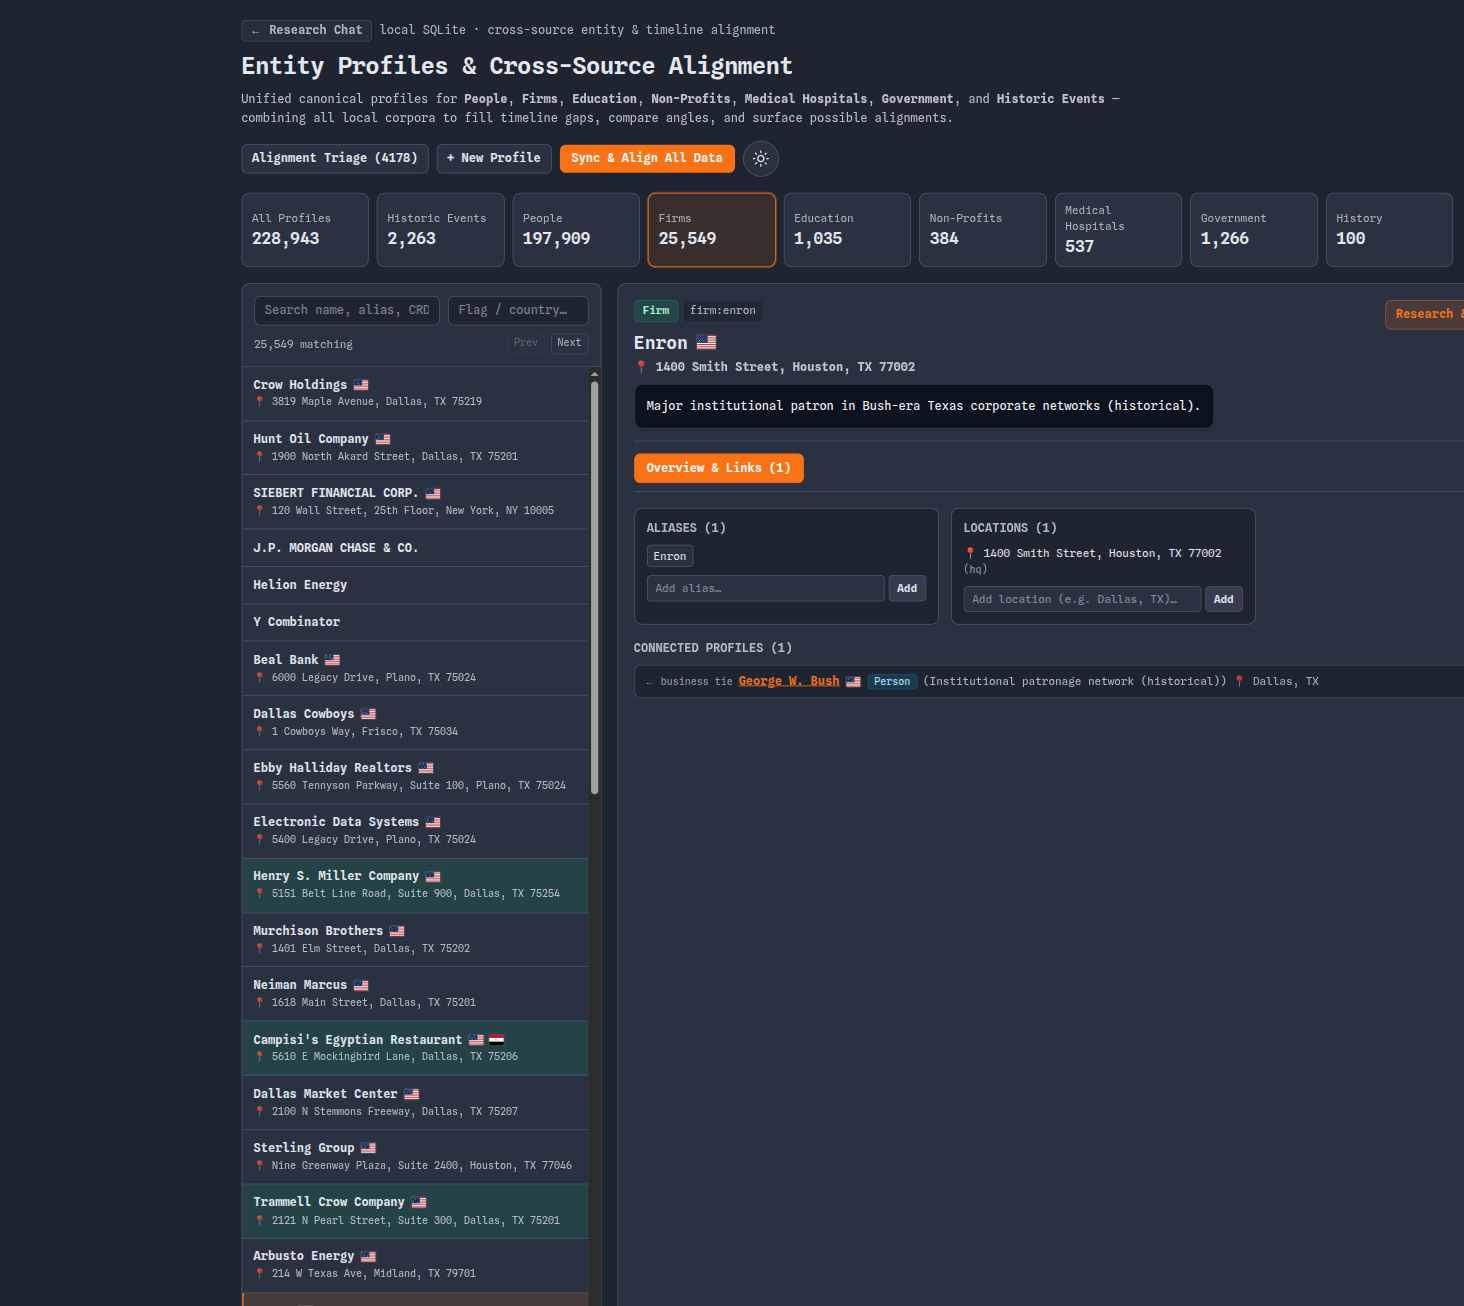 ← Research Chat local SQLite · cross-source entity & timeline alignment
Entity Profiles & Cross-Source Alignment
Unified canonical profiles for People, Firms, Education, Non-Profits, Medical Hospitals, Government, and Historic Events —
combining all local corpora to fill timeline gaps, compare angles, and surface possible alignments.
Alignment Triage (4178) + New Profile Sync & Align All Data
All Profiles
228,943
Historic Events
2,263
People
197,909
Firms
25,549
Education
1,035
Non-Profits
384
Medical
Hospitals
537
Government
1,266
History
100
Search name, alias, CRD Flag / country…
25,549 matching Prev Next
Crow Holdings
3819 Maple Avenue, Dallas, TX 75219
Hunt Oil Company
1900 North Akard Street, Dallas, TX 75201
SIEBERT FINANCIAL CORP.
120 Wall Street, 25th Floor, New York, NY 10005
J.P. MORGAN CHASE & CO.
Helion Energy
Y Combinator
Beal Bank
6000 Legacy Drive, Plano, TX 75024
Dallas Cowboys
1 Cowboys Way, Frisco, TX 75034
Ebby Halliday Realtors
5560 Tennyson Parkway, Suite 100, Plano, TX 75024
Electronic Data Systems
5400 Legacy Drive, Plano, TX 75024
Henry S. Miller Company
5151 Belt Line Road, Suite 900, Dallas, TX 75254
Murchison Brothers
1401 Elm Street, Dallas, TX 75202
Neiman Marcus
1618 Main Street, Dallas, TX 75201
Campisi's Egyptian Restaurant
5610 E Mockingbird Lane, Dallas, TX 75206
Dallas Market Center
2100 N Stemmons Freeway, Dallas, TX 75207
Sterling Group
Nine Greenway Plaza, Suite 2400, Houston, TX 77046
Trammell Crow Company
2121 N Pearl Street, Suite 300, Dallas, TX 75201
Arbusto Energy
214 W Texas Ave, Midland, TX 79701
Firm firm:enron
Research &
Enron
1400 Smith Street, Houston, TX 77002
Major institutional patron in Bush-era Texas corporate networks (historical).
Overview & Links (1)
ALIASES (1)
Enron
Add alias… Add
LOCATIONS (1)
1400 Smith Street, Houston, TX 77002
(hq)
Add location (e.g. Dallas, TX)… Add
CONNECTED PROFILES (1)
← business tie George W. Bush Person (Institutional patronage network (historical)) Dallas, TX